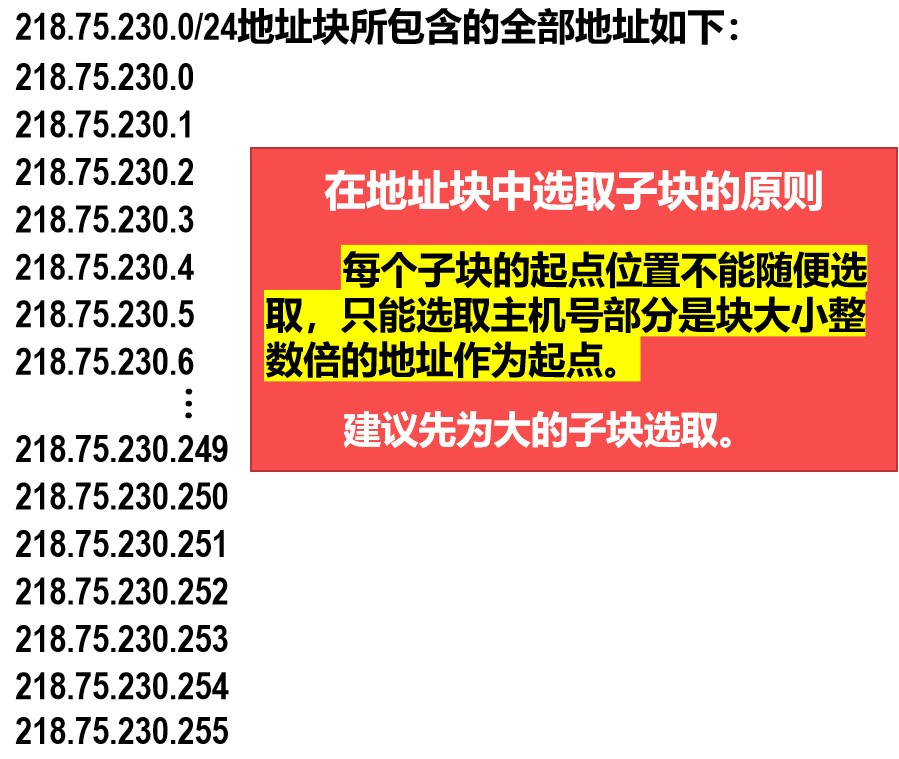 218.75.230.0/24地址块所包含的全部地址如下：
218.75.230.0
218.75.230.1
218.75.230.2
218.75.230.3
218.75.230.4
218.75.230.5
218.75.230.6
⋮
218.75.230.249
218.75.230.250
218.75.230.251
218.75.230.252
218.75.230.253
218.75.230.254
218.75.230.255
在地址块中选取子块的原则
每个子块的起点位置不能随便选
取，只能选取主机号部分是块大小整
数倍的地址作为起点。
建议先为大的子块选取。